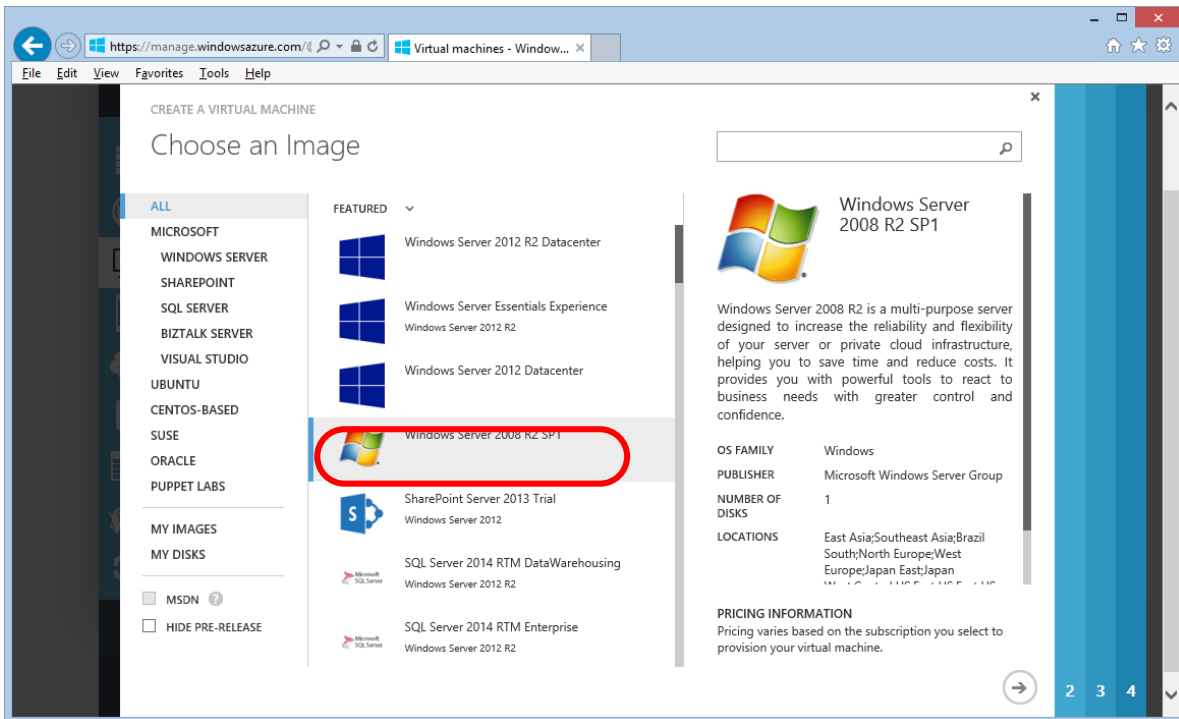 https://manage.windowsazure.com/
Virtual machines - Window...
File Edit View Favorites Tools Help
CREATE A VIRTUAL MACHINE
Choose an Image
ALL
MICROSOFT
WINDOWS SERVER
SHAREPOINT
SQL SERVER
BIZTALK SERVER
VISUAL STUDIO
UBUNTU
CENTOS-BASED
SUSE
ORACLE
PUPPET LABS
MY IMAGES
MY DISKS
MSDN ?
HIDE PRE-RELEASE
FEATURED
Windows Server 2012 R2 Datacenter
Windows Server Essentials Experience
Windows Server 2012 R2
Windows Server 2012 Datacenter
Windows Server 2008 R2 SP1
SharePoint Server 2013 Trial
Windows Server 2012
Microsoft
SQL Server
SQL Server 2014 RTM DataWarehousing
Windows Server 2012 R2
Microsoft
SQL Server
SQL Server 2014 RTM Enterprise
Windows Server 2012 R2
Windows Server
2008 R2 SP1
Windows Server 2008 R2 is a multi-purpose server
designed to increase the reliability and flexibility
of your server or private cloud infrastructure,
helping you to save time and reduce costs. It
provides you with powerful tools to react to
business needs with greater control and
confidence.
OS FAMILY Windows
PUBLISHER Microsoft Windows Server Group
NUMBER OF DISKS 1
LOCATIONS East Asia;Southeast Asia;Brazil
South;North Europe;West
Europe;Japan East;Japan
PRICING INFORMATION
Pricing varies based on the subscription you select to
provision your virtual machine.
2 3 4